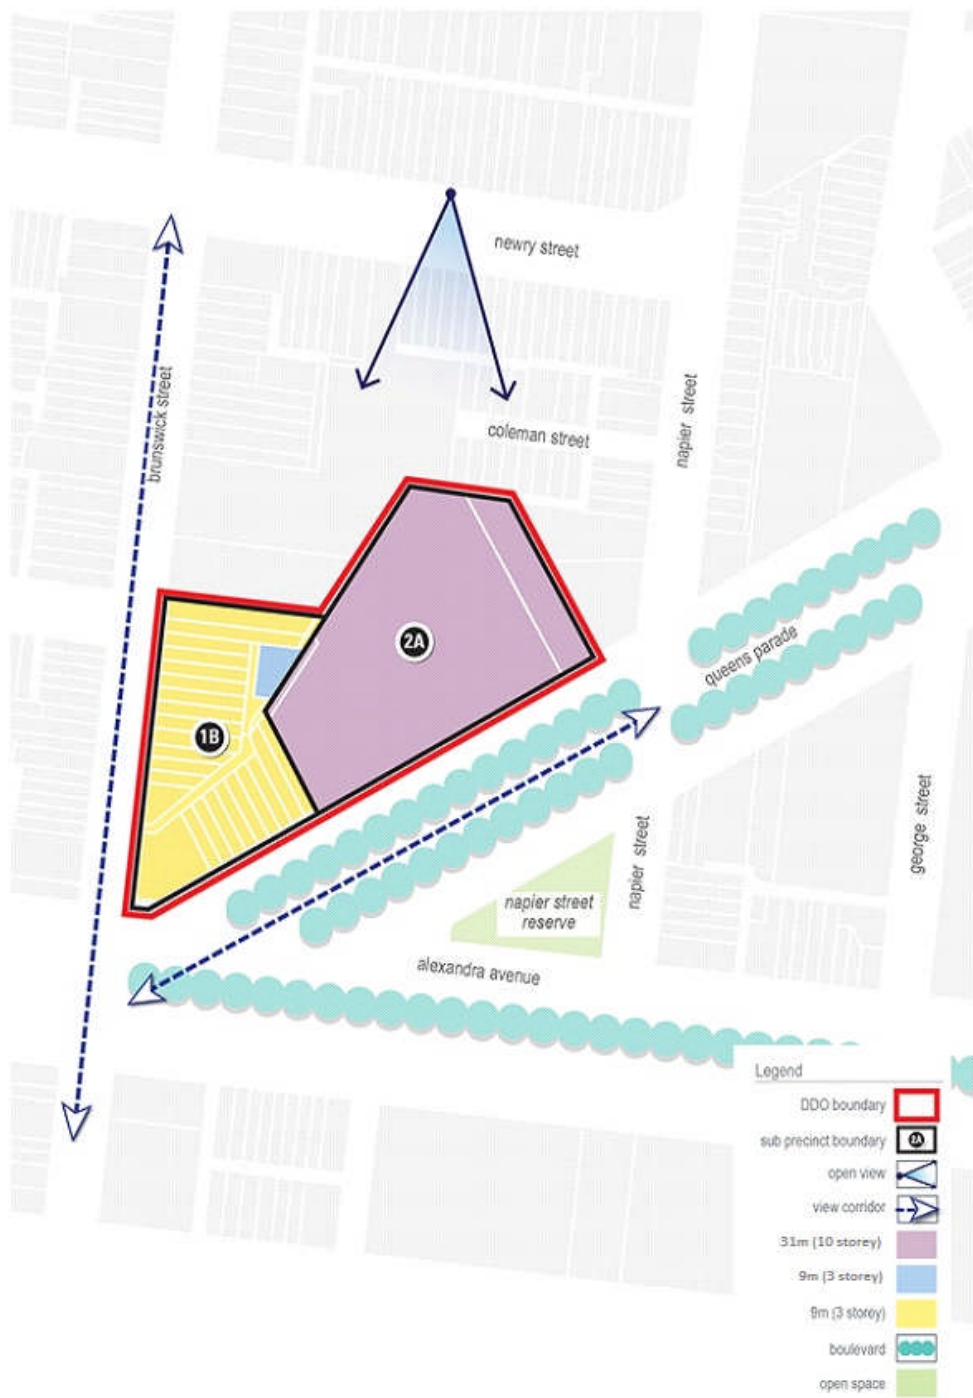 newry street
brunswick street
coleman street
napier street
2A
queens parade
1B
napier street
george street
napier street
reserve
alexandra avenue
Legend
DDO boundary
sub precinct boundary
2A
open view
view corridor
31m (10 storey)
9m (3 storey)
9m (3 storey)
boulevard
open space